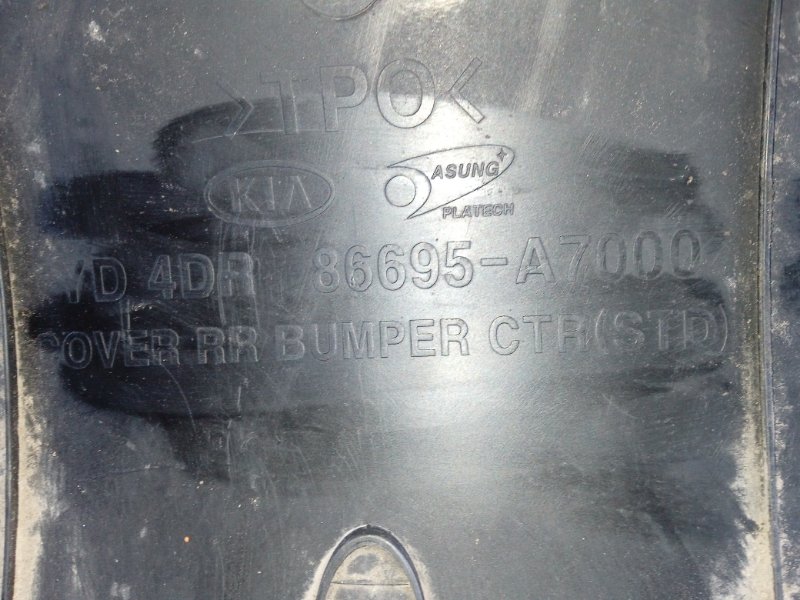 >TPO<
KIA
ASUNG
PLATECH
YD 4DR 86695-A7000
COVER RR BUMPER CTR(STD)